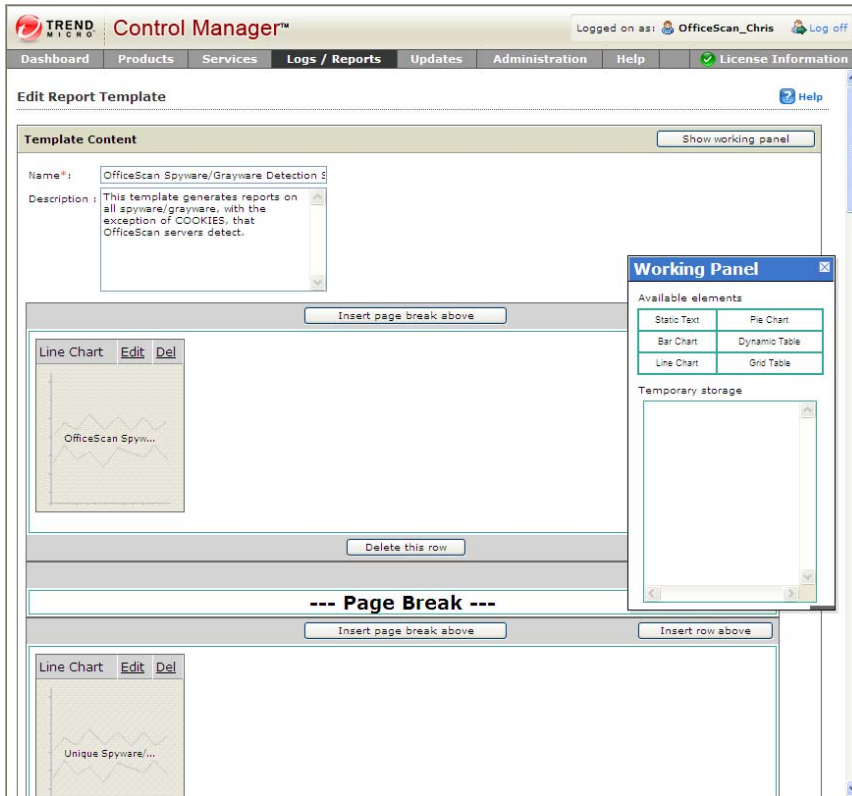 TREND MICRO Control Manager™ Logged on as: OfficeScan_Chris Log off
Dashboard Products Services Logs / Reports Updates Administration Help License Information
Edit Report Template Help
Template Content Show working panel
Name*: OfficeScan Spyware/Grayware Detection S
Description : This template generates reports on
all spyware/grayware, with the
exception of COOKIES, that
OfficeScan servers detect.
Working Panel
Available elements
Static Text Pie Chart
Bar Chart Dynamic Table
Line Chart Grid Table
Temporary storage
Insert page break above
Line Chart Edit Del
OfficeScan Spyw...
Delete this row
--- Page Break ---
Insert page break above Insert row above
Line Chart Edit Del
Unique Spyware/...